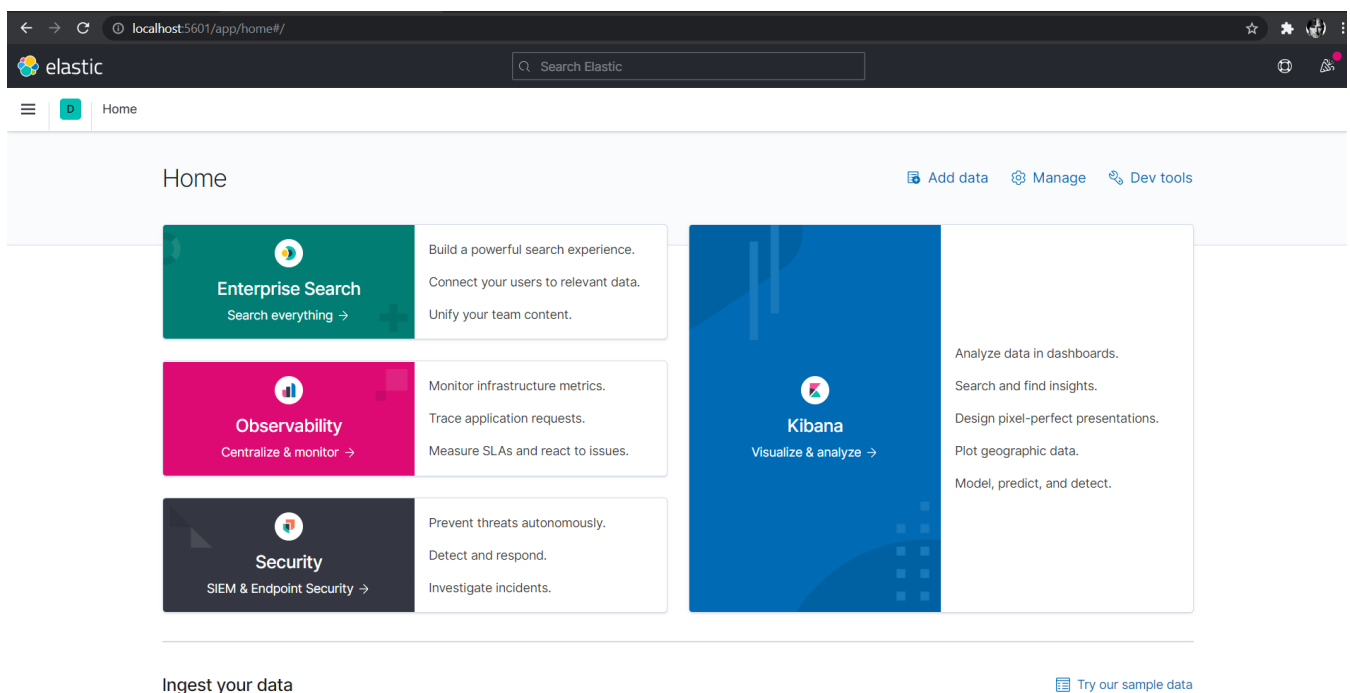 localhost:5601/app/home#/
elastic
Search Elastic
D
Home
Home
Add data
Manage
Dev tools
Enterprise Search
Search everything →
Build a powerful search experience.
Connect your users to relevant data.
Unify your team content.
Observability
Centralize & monitor →
Monitor infrastructure metrics.
Trace application requests.
Measure SLAs and react to issues.
Security
SIEM & Endpoint Security →
Prevent threats autonomously.
Detect and respond.
Investigate incidents.
Kibana
Visualize & analyze →
Analyze data in dashboards.
Search and find insights.
Design pixel-perfect presentations.
Plot geographic data.
Model, predict, and detect.
Ingest your data
Try our sample data